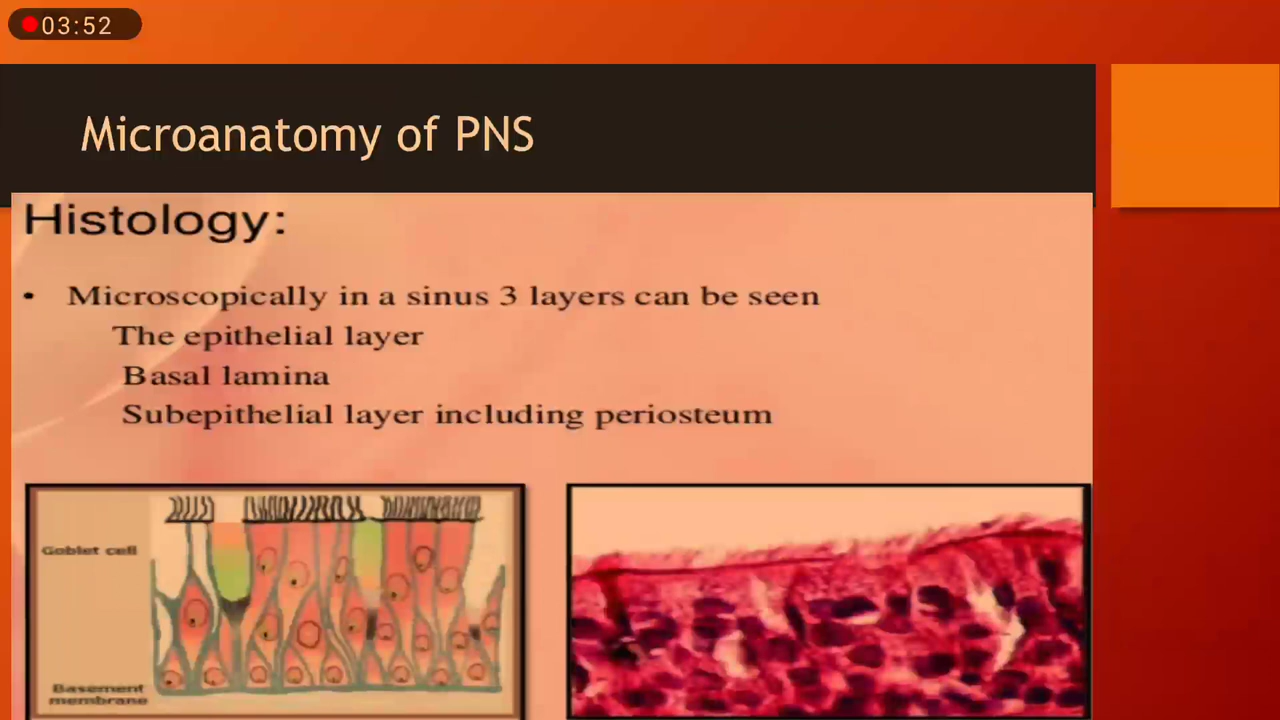 03:52
Microanatomy of PNS
Histology:
• Microscopically in a sinus 3 layers can be seen
The epithelial layer
Basal lamina
Subepithelial layer including periosteum
Goblet cell
Basement
membrane